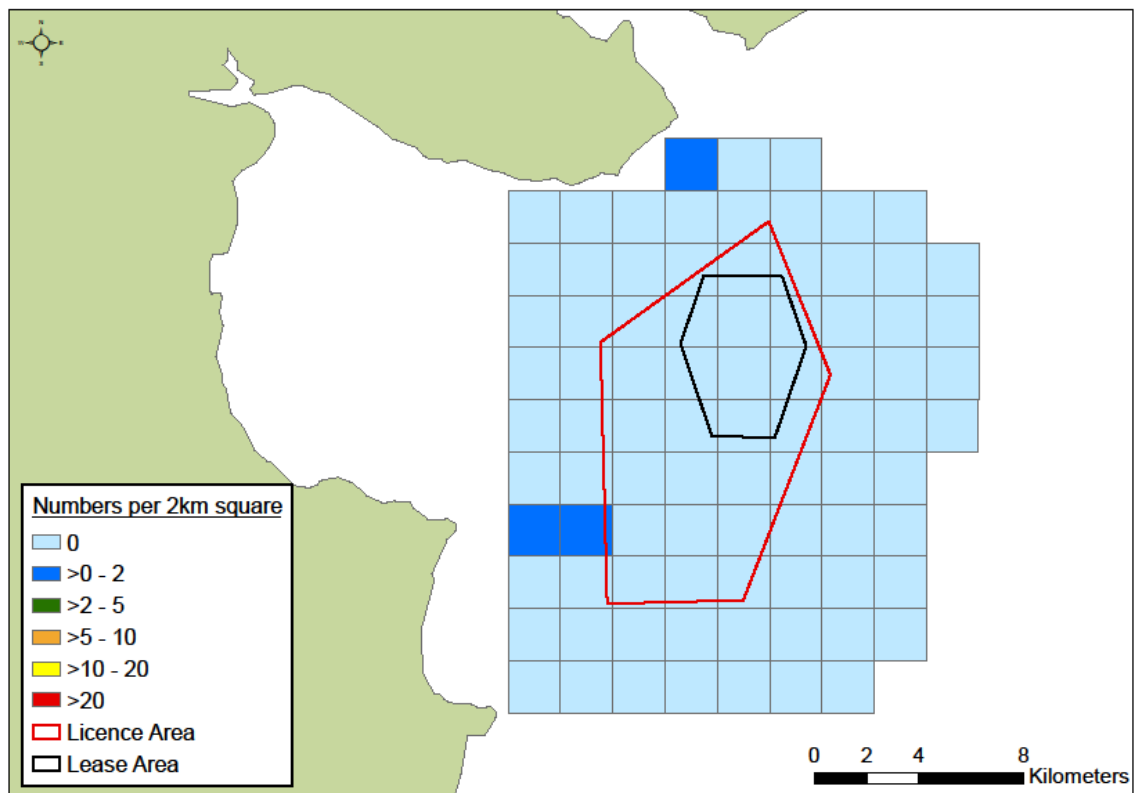 N
W E
S
Numbers per 2km square
0
>0 - 2
>2 - 5
>5 - 10
>10 - 20
>20
Licence Area
Lease Area
0 2 4 8
Kilometers